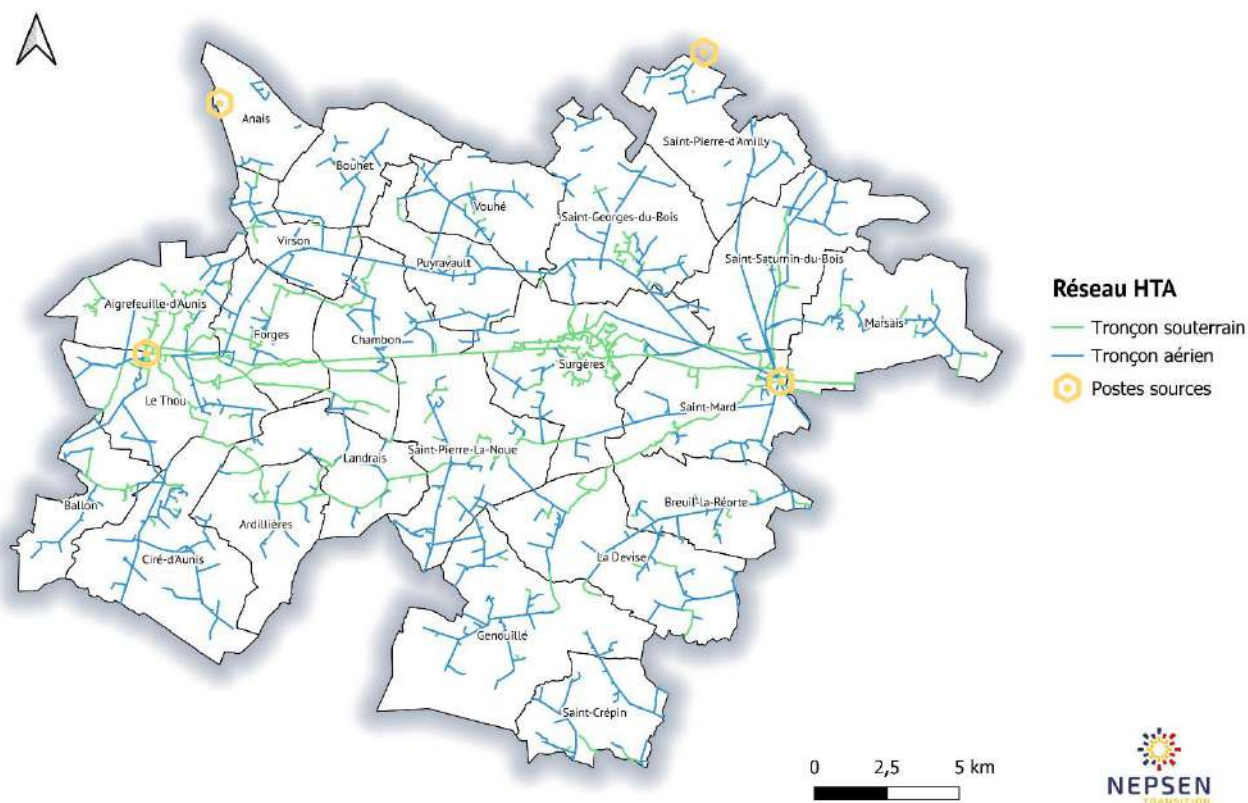 Anais
Saint-Pierre-d'Amilly
Bouhet
Vouhé
Saint-Georges-du-Bois
Virson
Puyravault
Saint-Saturnin-du-Bois
Aigrefeuille-d'Aunis
Marsais
Forges
Chambon
Surgères
Le Thou
Saint-Mard
Landrais
Saint-Pierre-La-Noue
Ballon
Breuil-la-Réorte
Ardillières
Ciré-d'Aunis
La Devise
Genouillé
Saint-Crépin
Réseau HTA
Tronçon souterrain
Tronçon aérien
Postes sources
0 2,5 5 km
NEPSEN
TRANSITION